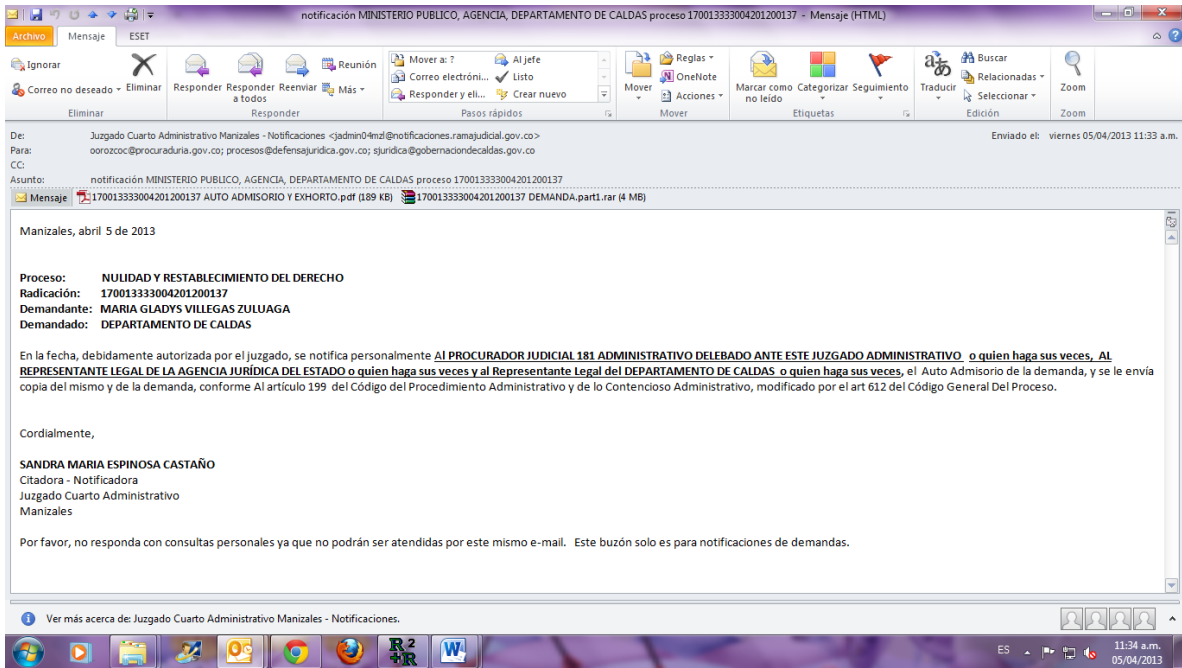 notificación MINISTERIO PUBLICO, AGENCIA, DEPARTAMENTO DE CALDAS proceso 17001333300420120​0137 - Mensaje (HTML)
Archivo Mensaje ESET
Ignorar
Correo no deseado
Eliminar
Eliminar
Responder
Responder a todos
Reenviar
Reunión
Más
Responder
Mover a: ?
Correo electróni...
Responder y eli...
Al jefe
Listo
Crear nuevo
Pasos rápidos
Mover
Reglas
OneNote
Acciones
Mover
Marcar como no leído
Categorizar
Seguimiento
Etiquetas
Traducir
Buscar
Relacionadas
Seleccionar
Edición
Zoom
Zoom
De: Juzgado Cuarto Administrativo Manizales - Notificaciones <jadmin04mzl@notificaciones.ramajudicial.gov.co>
Enviado el: viernes 05/04/2013 11:33 a.m.
Para: oorozcoc@procuraduria.gov.co; procesos@defensajuridica.gov.co; sjuridica@gobernaciondecaldas.gov.co
CC:
Asunto: notificación MINISTERIO PUBLICO, AGENCIA, DEPARTAMENTO DE CALDAS proceso 170013333004201200137
Mensaje 170013333004201200137 AUTO ADMISORIO Y EXHORTO.pdf (189 KB) 170013333004201200137 DEMANDA.part1.rar (4 MB)
Manizales, abril 5 de 2013
Proceso: NULIDAD Y RESTABLECIMIENTO DEL DERECHO
Radicación: 170013333004201200137
Demandante: MARIA GLADYS VILLEGAS ZULUAGA
Demandado: DEPARTAMENTO DE CALDAS
En la fecha, debidamente autorizada por el juzgado, se notifica personalmente Al PROCURADOR JUDICIAL 181 ADMINISTRATIVO DELEBADO ANTE ESTE JUZGADO ADMINISTRATIVO o quien haga sus veces, AL
REPRESENTANTE LEGAL DE LA AGENCIA JURÍDICA DEL ESTADO o quien haga sus veces y al Representante Legal del DEPARTAMENTO DE CALDAS o quien haga sus veces, el Auto Admisorio de la demanda, y se le envía
copia del mismo y de la demanda, conforme Al artículo 199 del Código del Procedimiento Administrativo y de lo Contencioso Administrativo, modificado por el art 612 del Código General Del Proceso.
Cordialmente,
SANDRA MARIA ESPINOSA CASTAÑO
Citadora - Notificadora
Juzgado Cuarto Administrativo
Manizales
Por favor, no responda con consultas personales ya que no podrán ser atendidas por este mismo e-mail. Este buzón solo es para notificaciones de demandas.
Ver más acerca de: Juzgado Cuarto Administrativo Manizales - Notificaciones.
R2
+R
W
ES
11:34 a.m.
05/04/2013